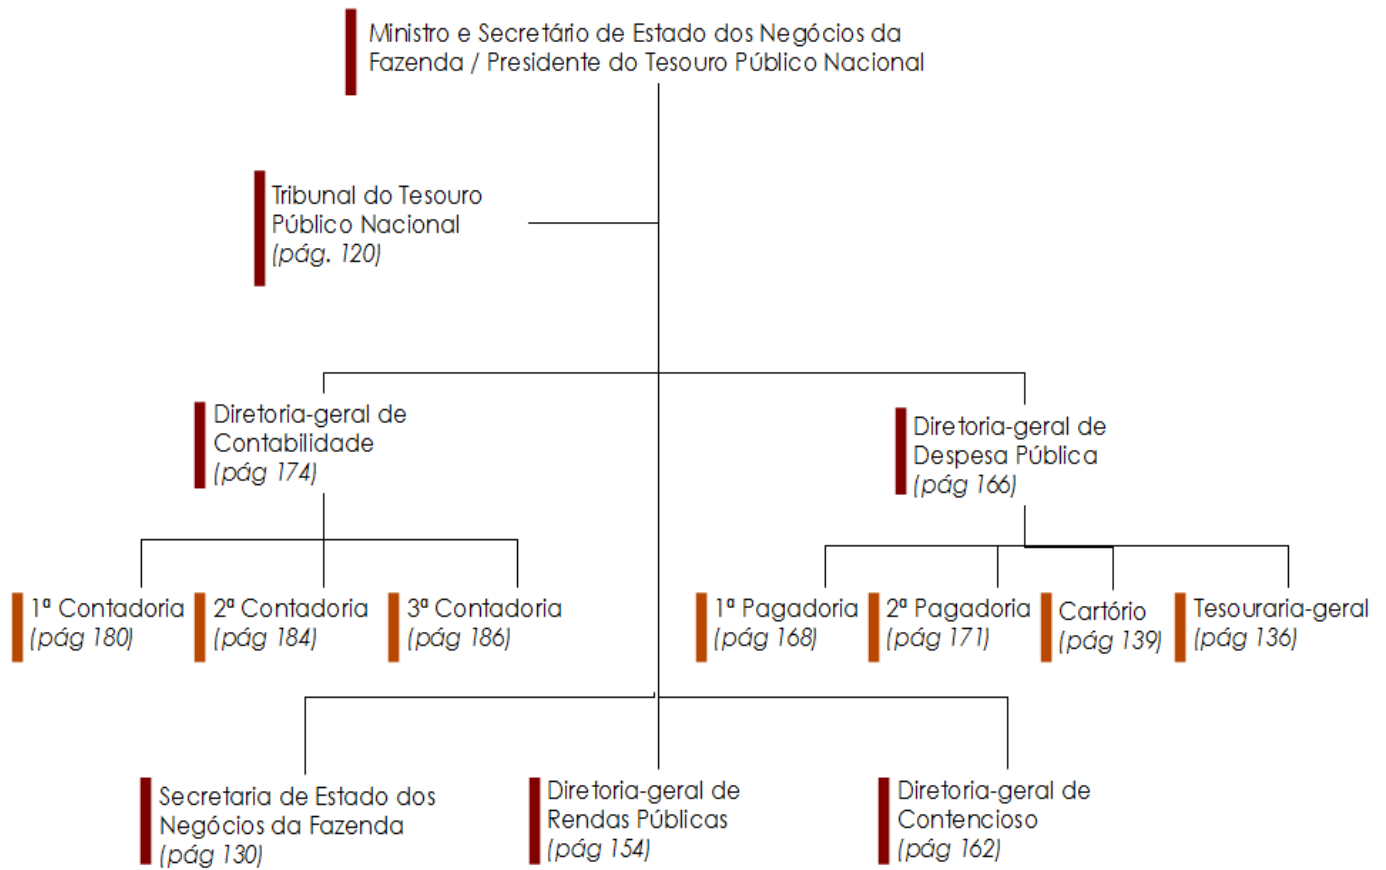 Ministro e Secretário de Estado dos Negócios da
Fazenda / Presidente do Tesouro Público Nacional
Tribunal do Tesouro
Público Nacional
(pág. 120)
Diretoria-geral de
Contabilidade
(pág 174)
Diretoria-geral de
Despesa Pública
(pág 166)
1ª Contadoria
(pág 180)
2ª Contadoria
(pág 184)
3ª Contadoria
(pág 186)
1ª Pagadoria
(pág 168)
2ª Pagadoria
(pág 171)
Cartório
(pág 139)
Tesouraria-geral
(pág 136)
Secretaria de Estado dos
Negócios da Fazenda
(pág 130)
Diretoria-geral de
Rendas Públicas
(pág 154)
Diretoria-geral de
Contencioso
(pág 162)